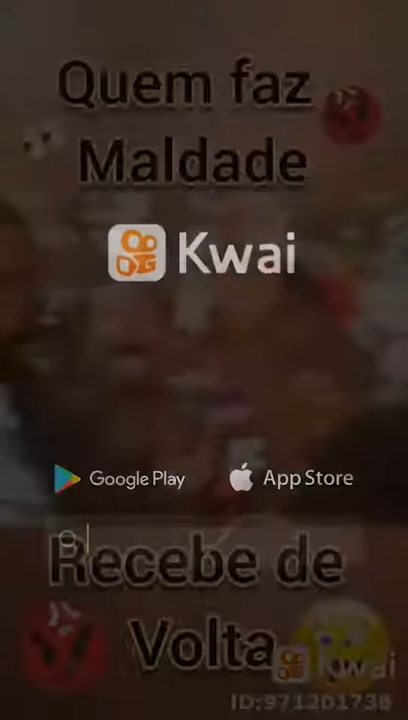 Quem faz
Maldade
Kwai
Google Play
App Store
Recebe de
Volta
Kwai
ID:971201738